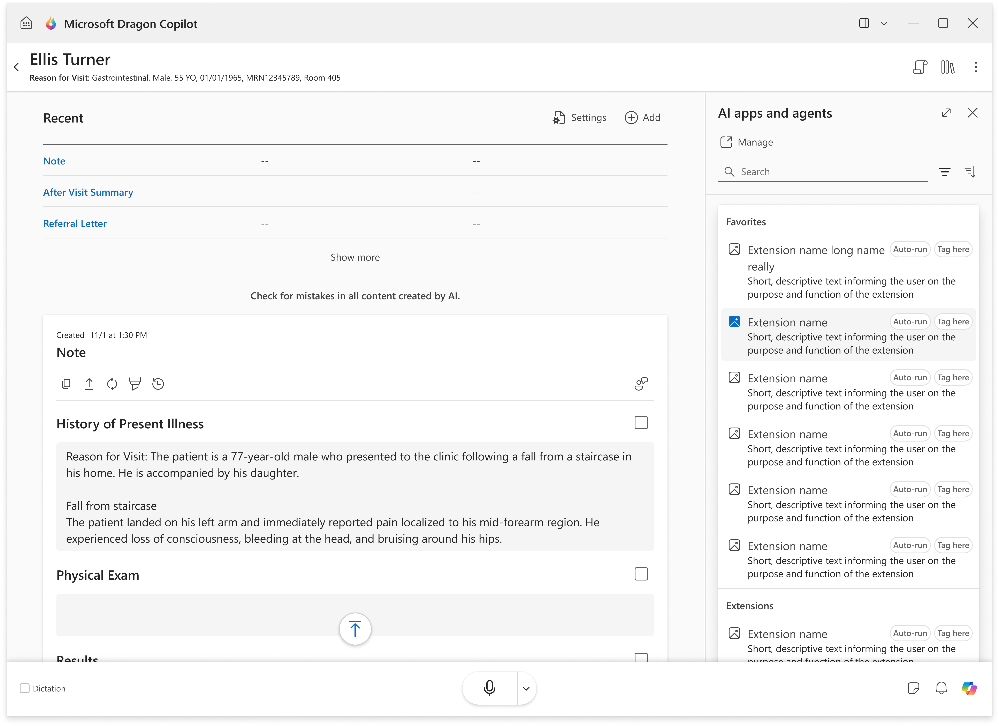 Microsoft Dragon Copilot
Ellis Turner
Reason for Visit: Gastrointestinal, Male, 55 YO, 01/01/1965, MRN12345789, Room 405
Recent
Settings
Add
Note -- --
After Visit Summary -- --
Referral Letter -- --
Show more
Check for mistakes in all content created by AI.
Created 11/1 at 1:30 PM
Note
History of Present Illness
Reason for Visit: The patient is a 77-year-old male who presented to the clinic following a fall from a staircase in
his home. He is accompanied by his daughter.
Fall from staircase
The patient landed on his left arm and immediately reported pain localized to his mid-forearm region. He
experienced loss of consciousness, bleeding at the head, and bruising around his hips.
Physical Exam
Results
AI apps and agents
Manage
Search
Favorites
Extension name long name Auto-run Tag here
really
Short, descriptive text informing the user on the
purpose and function of the extension
Extension name Auto-run Tag here
Short, descriptive text informing the user on the
purpose and function of the extension
Extension name Auto-run Tag here
Short, descriptive text informing the user on the
purpose and function of the extension
Extension name Auto-run Tag here
Short, descriptive text informing the user on the
purpose and function of the extension
Extension name Auto-run Tag here
Short, descriptive text informing the user on the
purpose and function of the extension
Extension name Auto-run Tag here
Short, descriptive text informing the user on the
purpose and function of the extension
Extensions
Extension name Auto-run Tag here
Short, descriptive text informing the user on the
purpose and function of the extension
Dictation